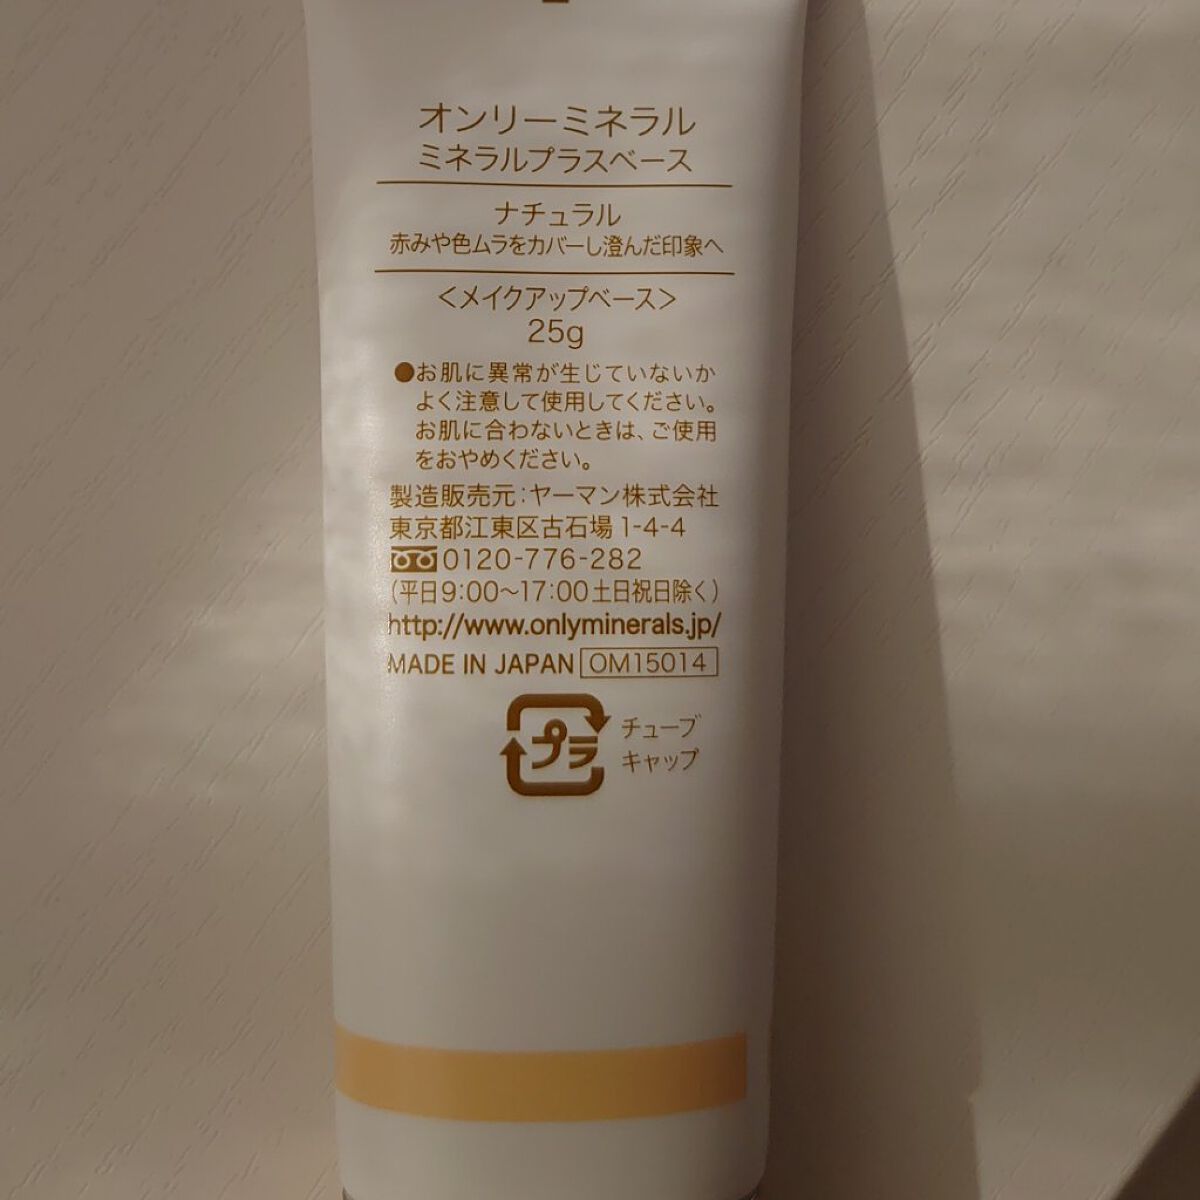 オンリーミネラル
ミネラルプラスベース
ナチュラル
赤みや色ムラをカバーし澄んだ印象へ
＜メイクアップベース＞
25g
●お肌に異常が生じていないか
よく注意して使用してください。
お肌に合わないときは、ご使用
をおやめください。
製造販売元：ヤーマン株式会社
東京都江東区古石場1-4-4
0120-776-282
（平日9:00～17:00土日祝日除く）
http://www.onlyminerals.jp/
MADE IN JAPAN OM15014
プラ
チューブ
キャップ